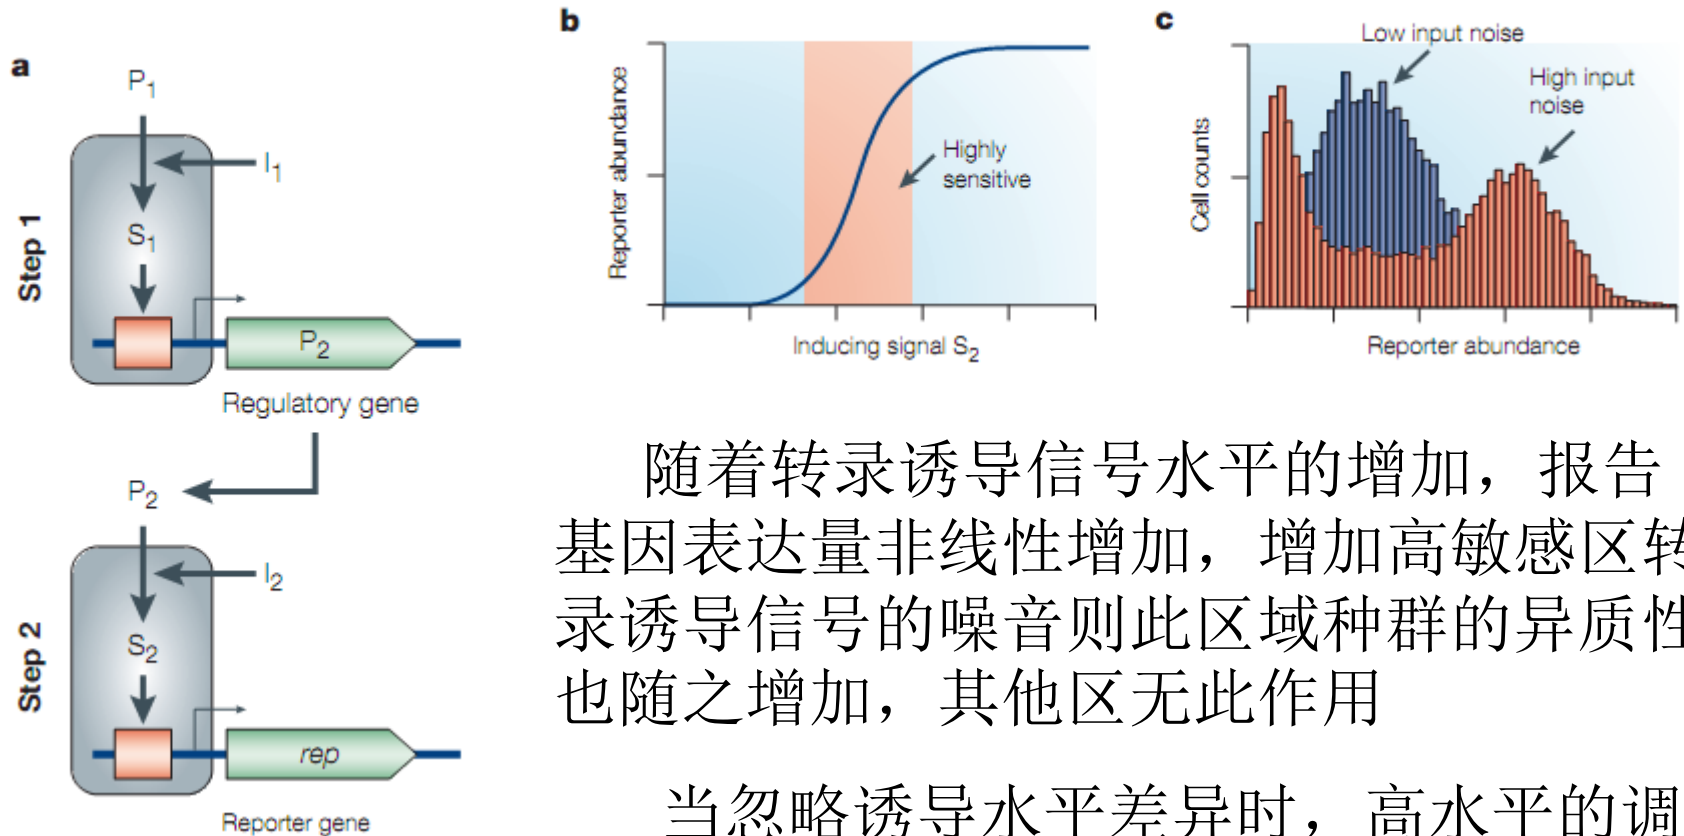 a
P1
I1
S1
Step 1
P2
Regulatory gene
P2
I2
S2
Step 2
rep
Reporter gene
b
Reporter abundance
Highly
sensitive
Inducing signal S2
c
Low input noise
High input
noise
Cell counts
Reporter abundance
随着转录诱导信号水平的增加，报告
基因表达量非线性增加，增加高敏感区转
录诱导信号的噪音则此区域种群的异质性
也随之增加，其他区无此作用
当忽略诱导水平差异时，高水平的调